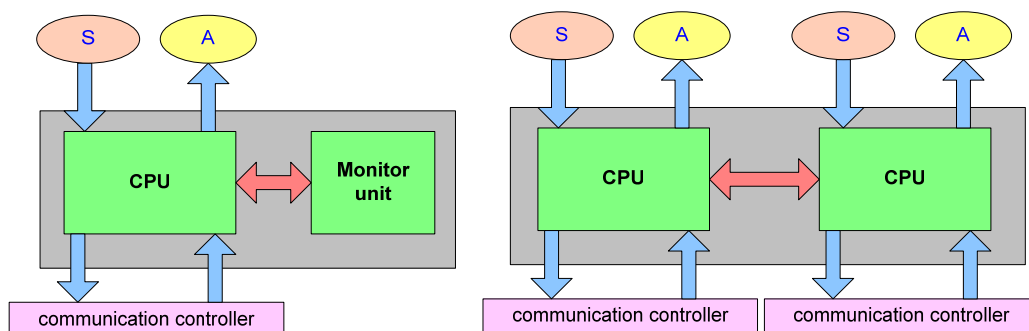 S
A
S
A
CPU
Monitor
unit
CPU
CPU
communication controller
communication controller
communication controller